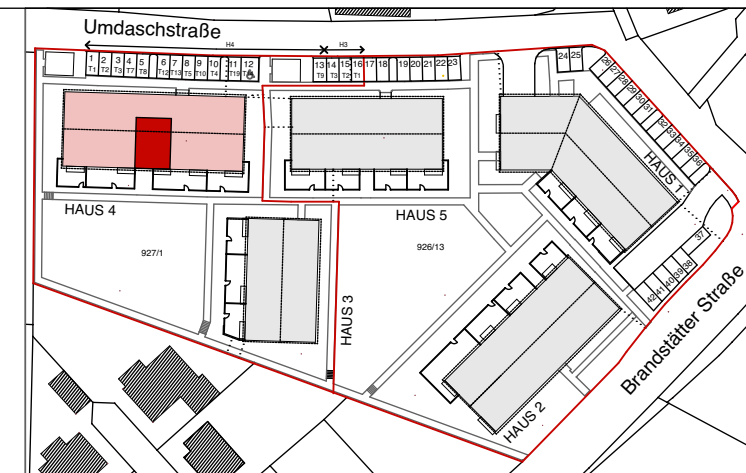 Umdaschstraße
H4
H3
1 2 3 4 5 6 7 8 9 10 11 12
T1 T2 T3 T7 T8 T12 T13 T5 T10 T4 T19
13 14 15 16 17 18 19 20 21 22 23
T9 T3 T2 T1
24 25
26 27 28 29 30 31 32 33 34 35 36
HAUS 1
HAUS 4
HAUS 5
927/1
926/13
HAUS 3
37
42 41 40 39 38
HAUS 2
Brandstätter Straße